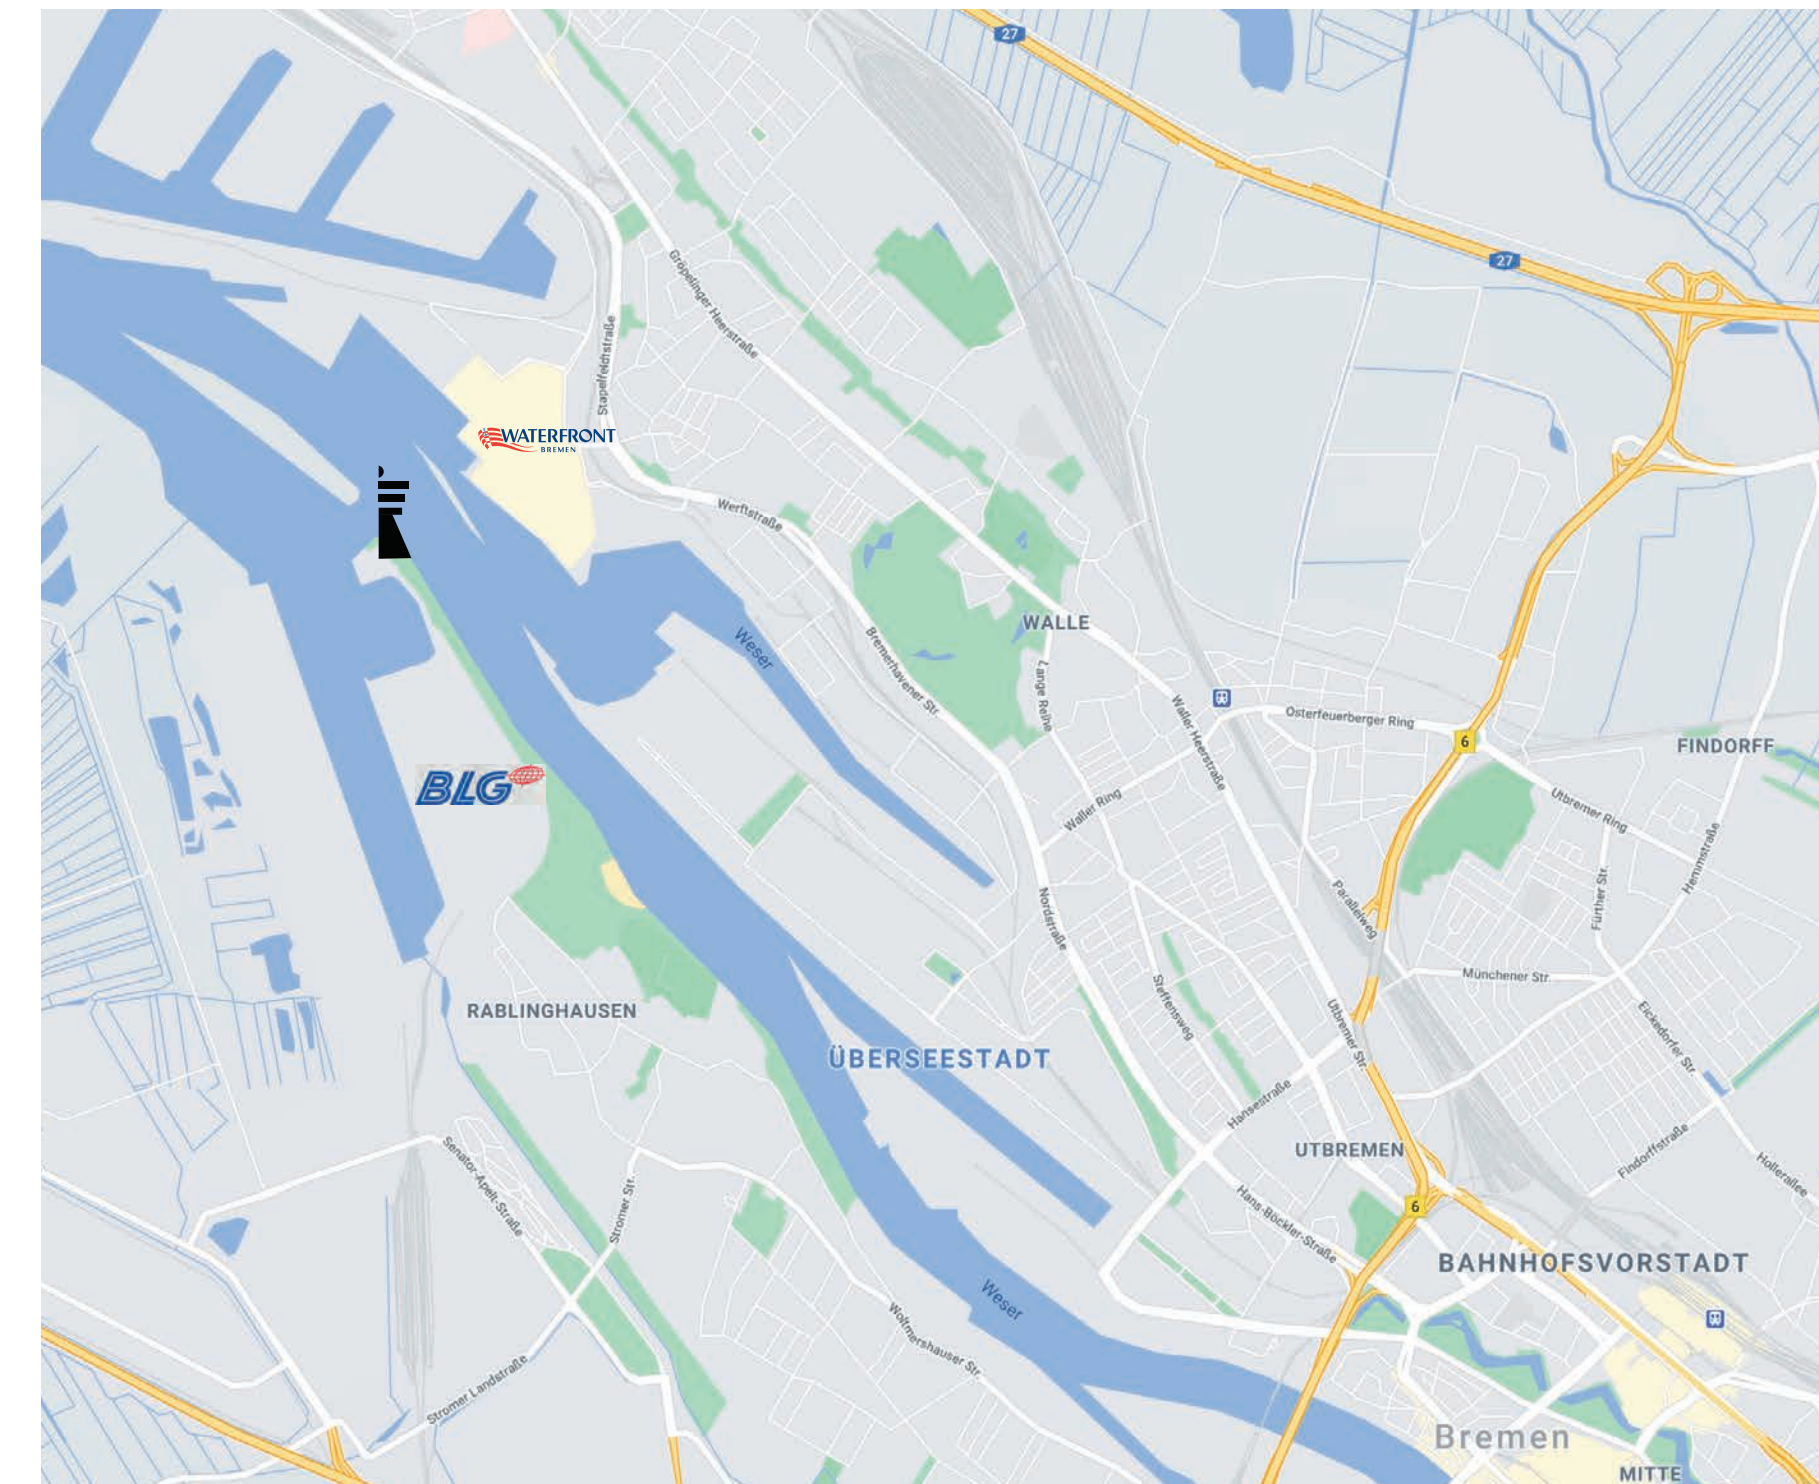 27
27
Gröpelinger Heerstraße
Stapelfeldtstraße
WATERFRONT
BREMEN
Werftstraße
WALLE
Weser
Bremerhavener Str.
Lange Reihe
Waller Heerstraße
Osterfeuerberger Ring
6
FINDORFF
BLG
Waller Ring
Utbremer Ring
Hemmstraße
Fürther Str.
Parallelweg
Nordstraße
Münchener Str.
Steffensweg
RABLINGHAUSEN
Utbremer Str.
Eickedorfer Str.
ÜBERSEESTADT
Hansestraße
UTBREMEN
Findorffstraße
Hollerallee
Senator-Apelt-Straße
Stromer Str.
Hans-Böckler-Straße
6
BAHNHOFSVORSTADT
Weser
Woltmershauser Str.
Stromer Landstraße
Bremen
MITTE